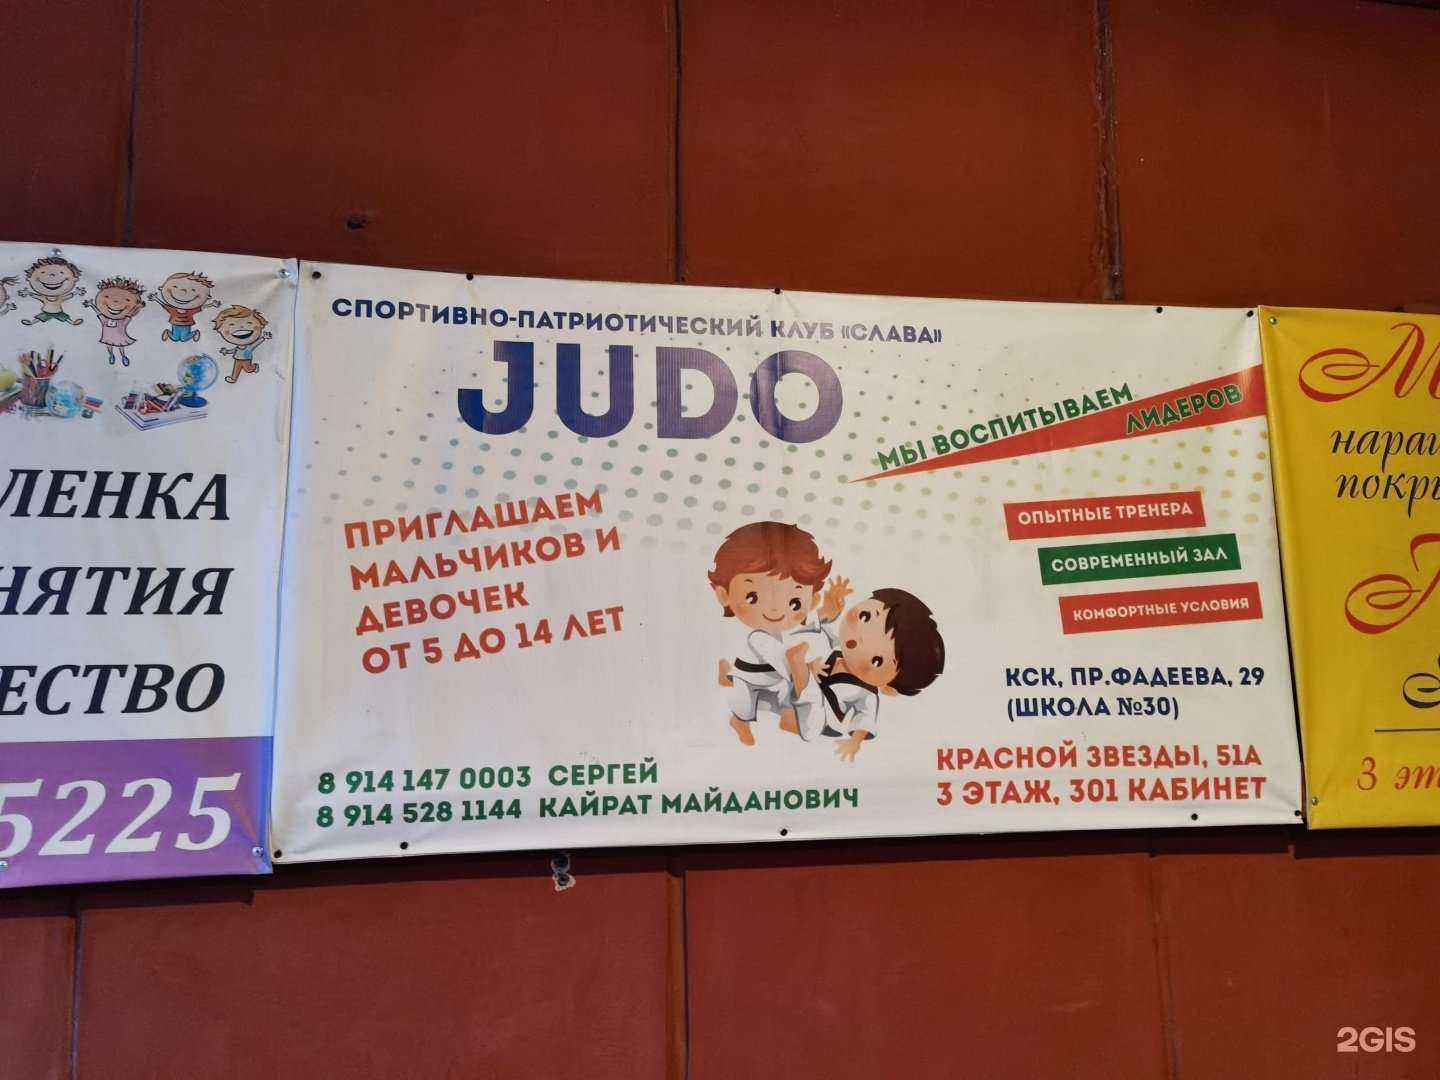 ЛЕНКА
НЯТИЯ
ЕСТВО
5225
СПОРТИВНО-ПАТРИОТИЧЕСКИЙ КЛУБ «СЛАВА»
JUDO
МЫ ВОСПИТЫВАЕМ
ЛИДЕРОВ
ПРИГЛАШАЕМ
МАЛЬЧИКОВ И
ДЕВОЧЕК
ОТ 5 ДО 14 ЛЕТ
ОПЫТНЫЕ ТРЕНЕРА
СОВРЕМЕННЫЙ ЗАЛ
КОМФОРТНЫЕ УСЛОВИЯ
КСК, ПР.ФАДЕЕВА, 29
(ШКОЛА №30)
КРАСНОЙ ЗВЕЗДЫ, 51А
3 ЭТАЖ, 301 КАБИНЕТ
8 914 147 0003 СЕРГЕЙ
8 914 528 1144 КАЙРАТ МАЙДАНОВИЧ
М
нара
покр
3 эт
2GIS